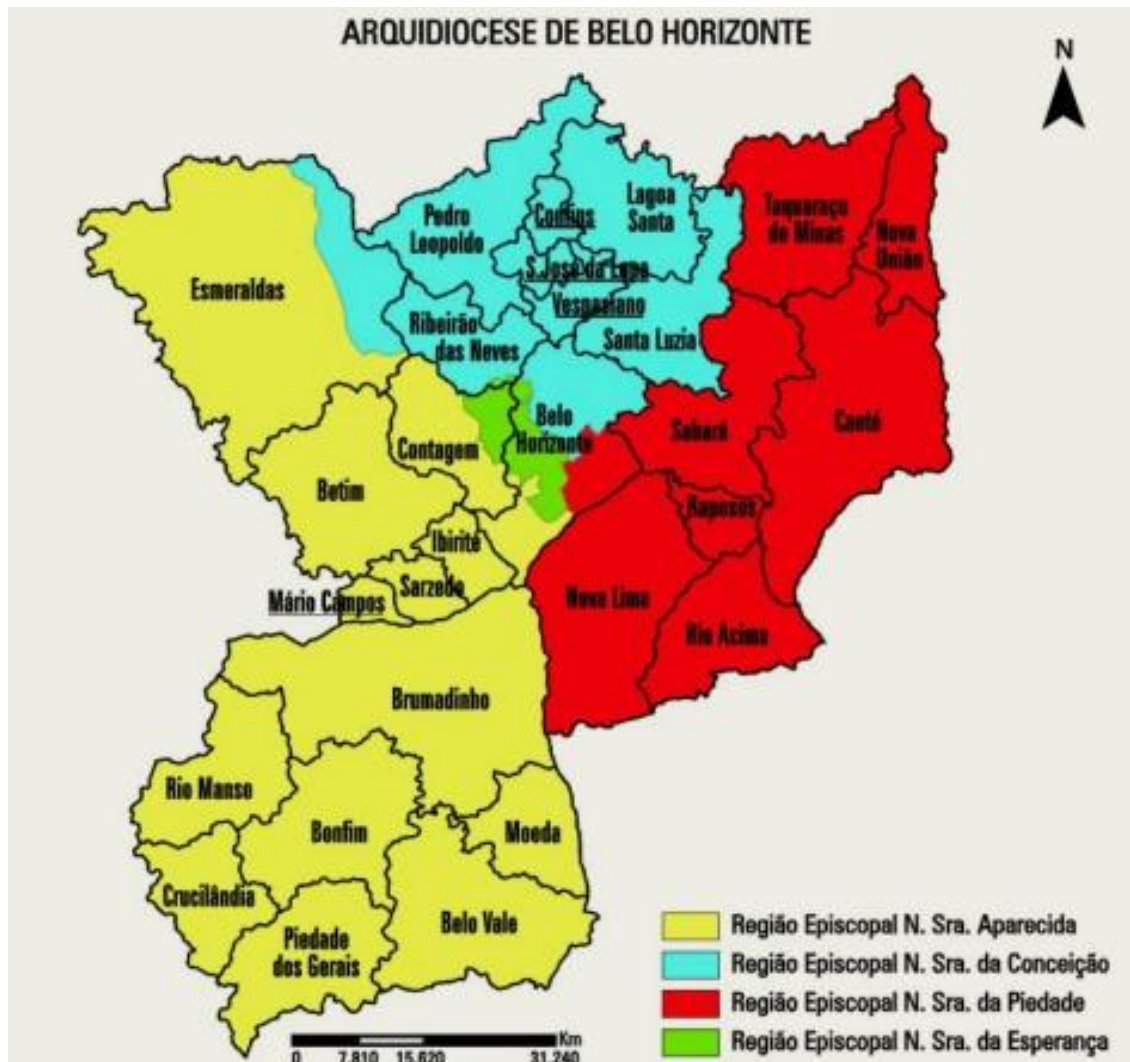 ARQUIDIOCESE DE BELO HORIZONTE
N
Taquaraçu
de Minas
Nova
União
Lagoa
Santa
Confins
Pedro
Leopoldo
S.José da Lapa
Esmeraldas
Vespasiano
Ribeirão
das Neves
Santa Luzia
Belo
Horizonte
Sabará
Caeté
Contagem
Betim
Raposos
Ibirité
Sarzedo
Mário Campos
Nova Lima
Rio Acima
Brumadinho
Rio Manso
Bonfim
Moeda
Crucilândia
Belo Vale
Piedade
dos Gerais
Região Episcopal N. Sra. Aparecida
Região Episcopal N. Sra. da Conceição
Região Episcopal N. Sra. da Piedade
Região Episcopal N. Sra. da Esperança
Km
0 7.810 15.620 31.240